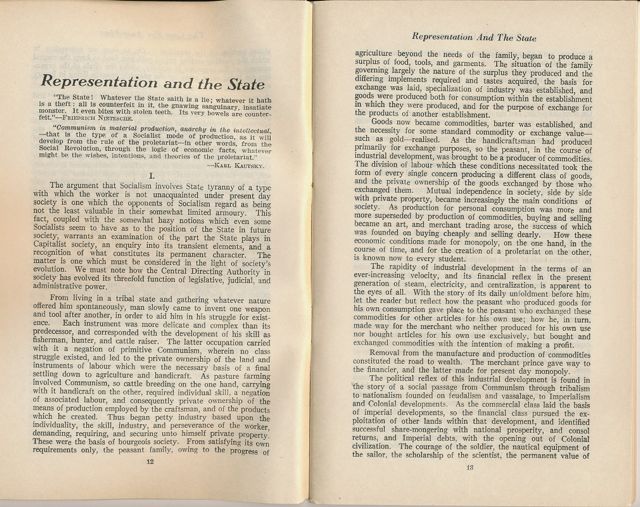 Representation and the State
"The State! Whatever the State saith is a lie; whatever it hath
is a theft: all is counterfeit in it, the gnawing sanguinary, insatiate
monster. It even bites with stolen teeth. Its very bowels are counter-
feit."—FRIEDRICH NIETZSCHE.
"Communism in material production, anarchy in the intellectual,
—that is the type of a Socialist mode of production, as it will
develop from the rule of the proletariat—in other words, from the
Social Revolution, through the logic of economic facts, whatever
might be the wishes, intentions, and theories of the proletariat."
—KARL KAUTSKY.
I.
The argument that Socialism involves State tyranny of a type
with which the worker is not unacquainted under present day
society is one which the opponents of Socialism regard as being
not the least valuable in their somewhat limited armoury. This
fact, coupled with the somewhat hazy notions which even some
Socialists seem to have as to the position of the State in future
society, warrants an examination of the part the State plays in
Capitalist society, an enquiry into its transient elements, and a
recognition of what constitutes its permanent character. The
matter is one which must be considered in the light of society's
evolution. We must note how the Central Directing Authority in
society has evolved its threefold function of legislative, judicial, and
administrative power.
From living in a tribal state and gathering whatever nature
offered him spontaneously, man slowly came to invent one weapon
and tool after another, in order to aid him in his struggle for exist-
ence. Each instrument was more delicate and complex than its
predecessor, and corresponded with the development of his skill as
fisherman, hunter, and cattle raiser. The latter occupation carried
with it a negation of primitive Communism, wherein no class
struggle existed, and led to the private ownership of the land and
instruments of labour which were the necessary basis of a final
settling down to agriculture and handicraft. As pasture farming
involved Communism, so cattle breeding on the one hand, carrying
with it handicraft on the other, required individual skill, a negation
of associated labour, and consequently private ownership of the
means of production employed by the craftsman, and of the products
which he created. Thus began petty industry based upon the
individuality, the skill, industry, and perseverance of the worker,
demanding, requiring, and securing unto himself private property.
These were the basis of bourgeois society. From satisfying its own
requirements only, the peasant family, owing to the progress of
12
Representation And The State
agriculture beyond the needs of the family, began to produce a
surplus of food, tools, and garments. The situation of the family
governing largely the nature of the surplus they produced and the
differing implements required and tastes acquired, the basis for
exchange was laid, specialization of industry was established, and
goods were produced both for consumption within the establishment
in which they were produced, and for the purpose of exchange for
the products of another establishment.
Goods now became commodities, barter was established, and
the necessity for some standard commodity or exchange value—
such as gold—realised. As the handicraftsman had produced
primarily for exchange purposes, so the peasant, in the course of
industrial development, was brought to be a producer of commodities.
The division of labour which these conditions necessitated took the
form of every single concern producing a different class of goods,
and the private ownership of the goods exchanged by those who
exchanged them. Mutual independence in society, side by side
with private property, became increasingly the main conditions of
society. As production for personal consumption was more and
more superseded by production of commodities, buying and selling
became an art, and merchant trading arose, the success of which
was founded on buying cheaply and selling dearly. How these
economic conditions made for monopoly, on the one hand, in the
course of time, and for the creation of a proletariat on the other,
is known now to every student.
The rapidity of industrial development in the terms of an
ever-increasing velocity, and its financial reflex in the present
generation of steam, electricity, and centralization, is apparent to
the eyes of all. With the story of its daily unfoldment before him,
let the reader but reflect how the peasant who produced goods for
his own consumption gave place to the peasant who exchanged these
commodities for other articles for his own use; how he, in turn,
made way for the merchant who neither produced for his own use
nor bought articles for his own use exclusively, but bought and
exchanged commodities with the intention of making a profit.
Removal from the manufacture and production of commodities
constituted the road to wealth. The merchant prince gave way to
the financier, and the latter made for present day monopoly.
The political reflex of this industrial development is found in
the story of a social passage from Communism through tribalism
to nationalism founded on feudalism and vassalage, to Imperialism
and Colonial developments. As the commercial class laid the basis
of imperial developments, so the financial class pursued the ex-
ploitation of other lands within that development, and identified
successful share-mongering with national prosperity, and consol
returns, and Imperial debts, with the opening out of Colonial
civilization. The courage of the soldier, the nautical equipment of
the sailor, the scholarship of the scientist, the permanent value of
13